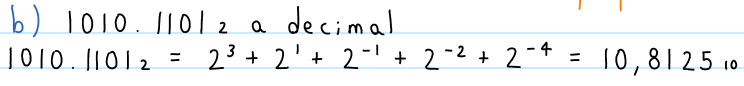 b) 1010.1101₂ a decimal
1010.1101₂ = 2³ + 2¹ + 2⁻¹ + 2⁻² + 2⁻⁴ = 10,8125₁₀